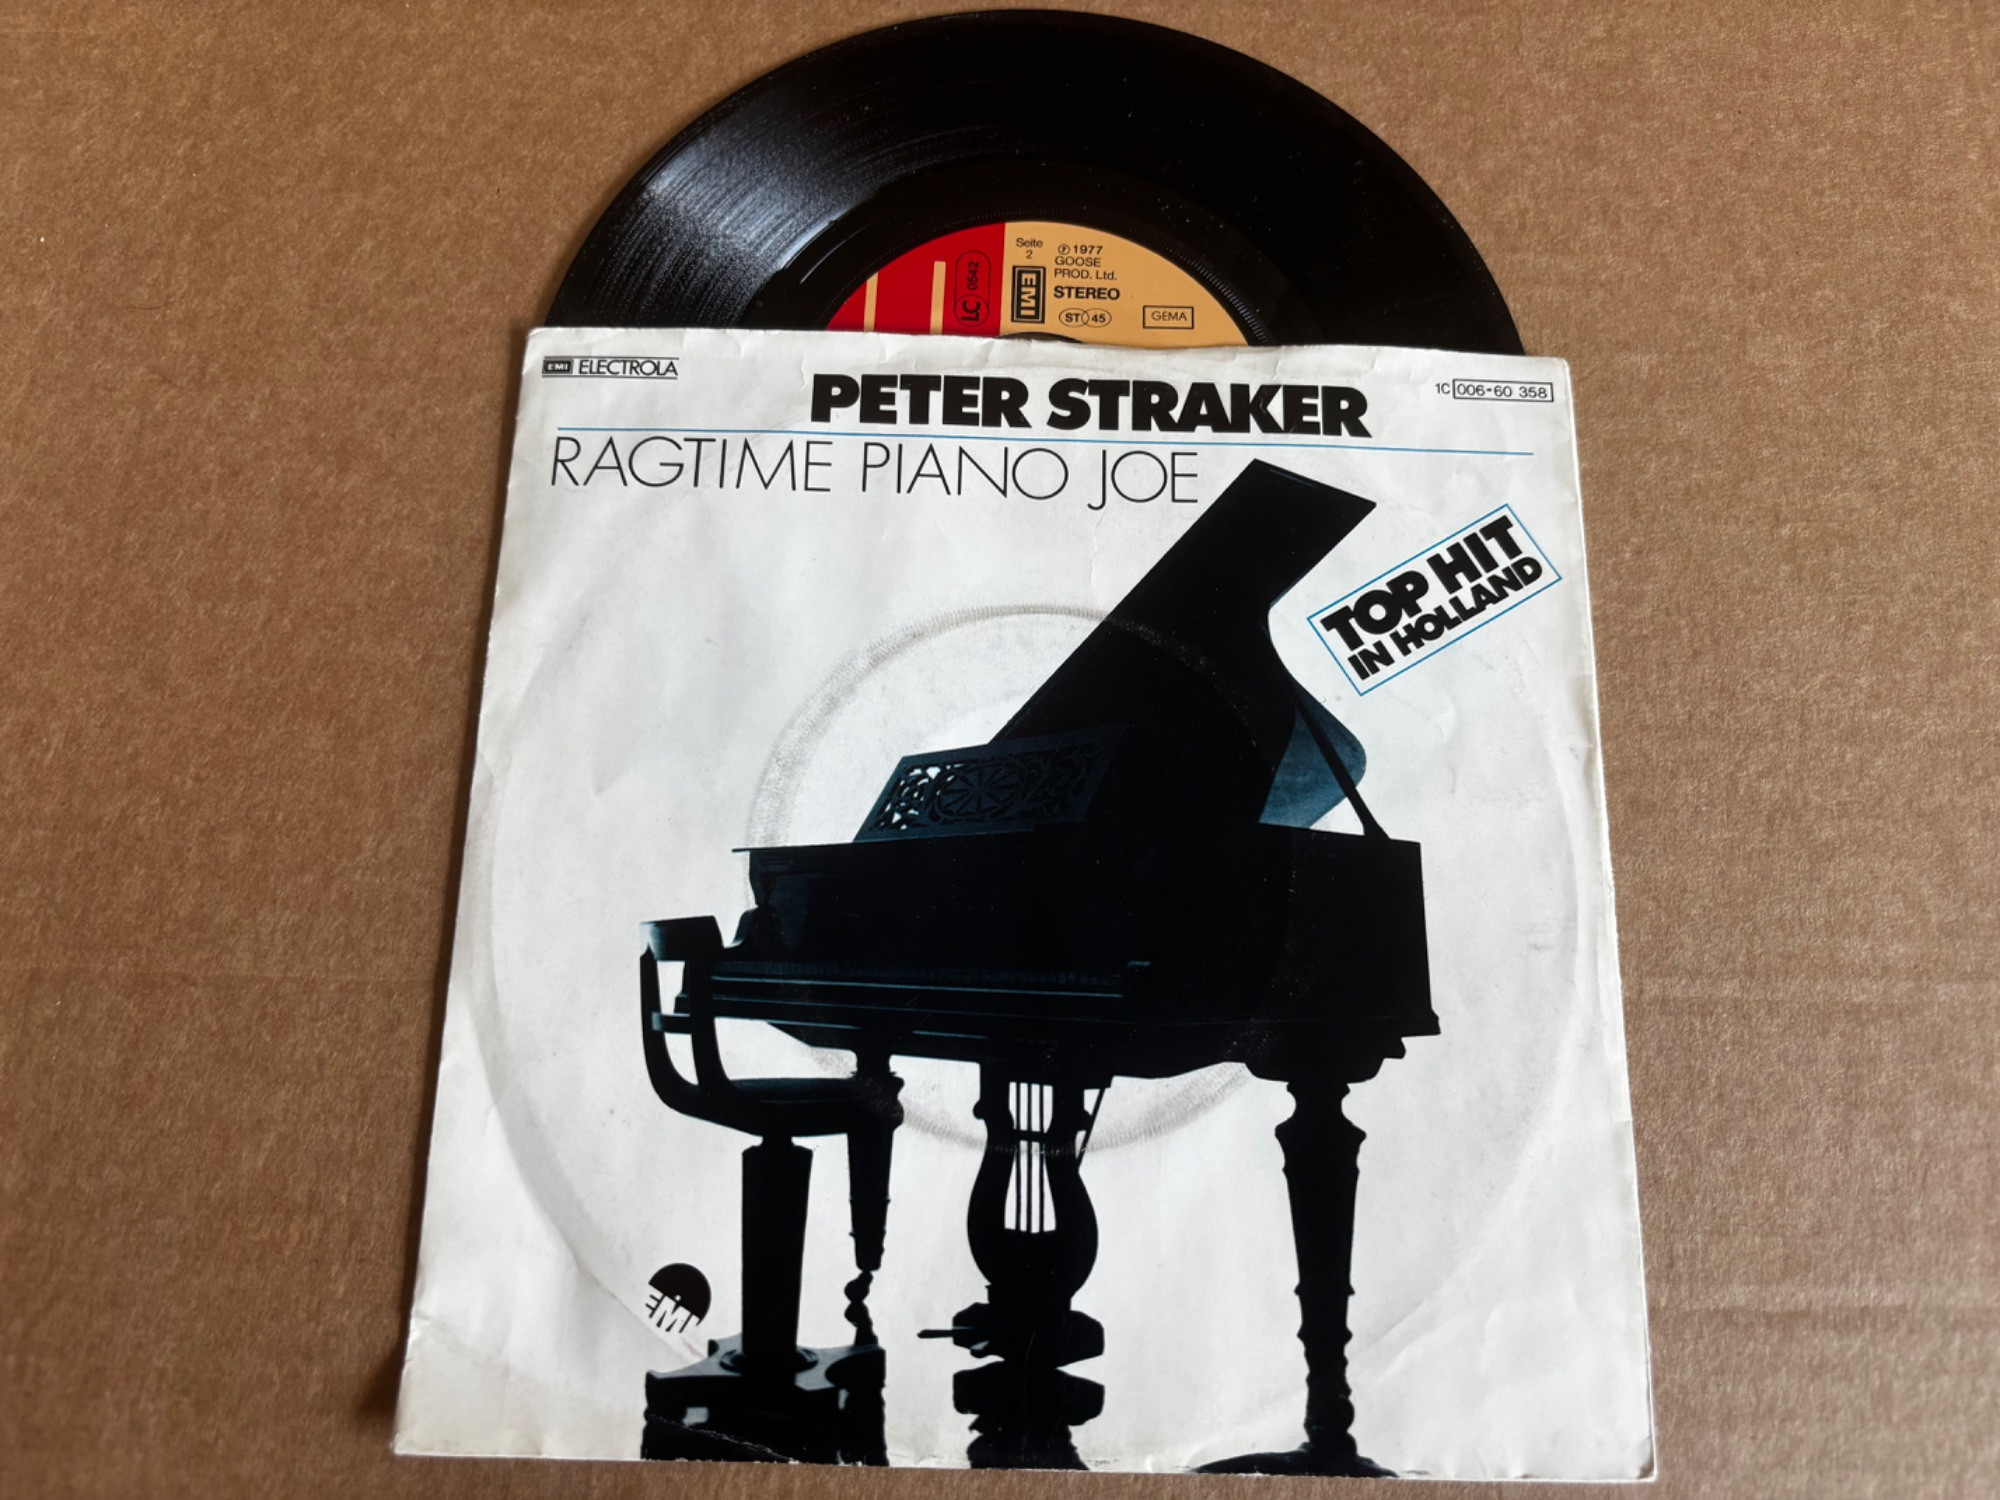 Seite
2
EMI
℗ 1977
GOOSE
PROD. Ltd.
STEREO
ST 45
GEMA
LC 0542
EMI ELECTROLA
PETER STRAKER
1C 006-60 358
RAGTIME PIANO JOE
TOP HIT
IN HOLLAND
EMI